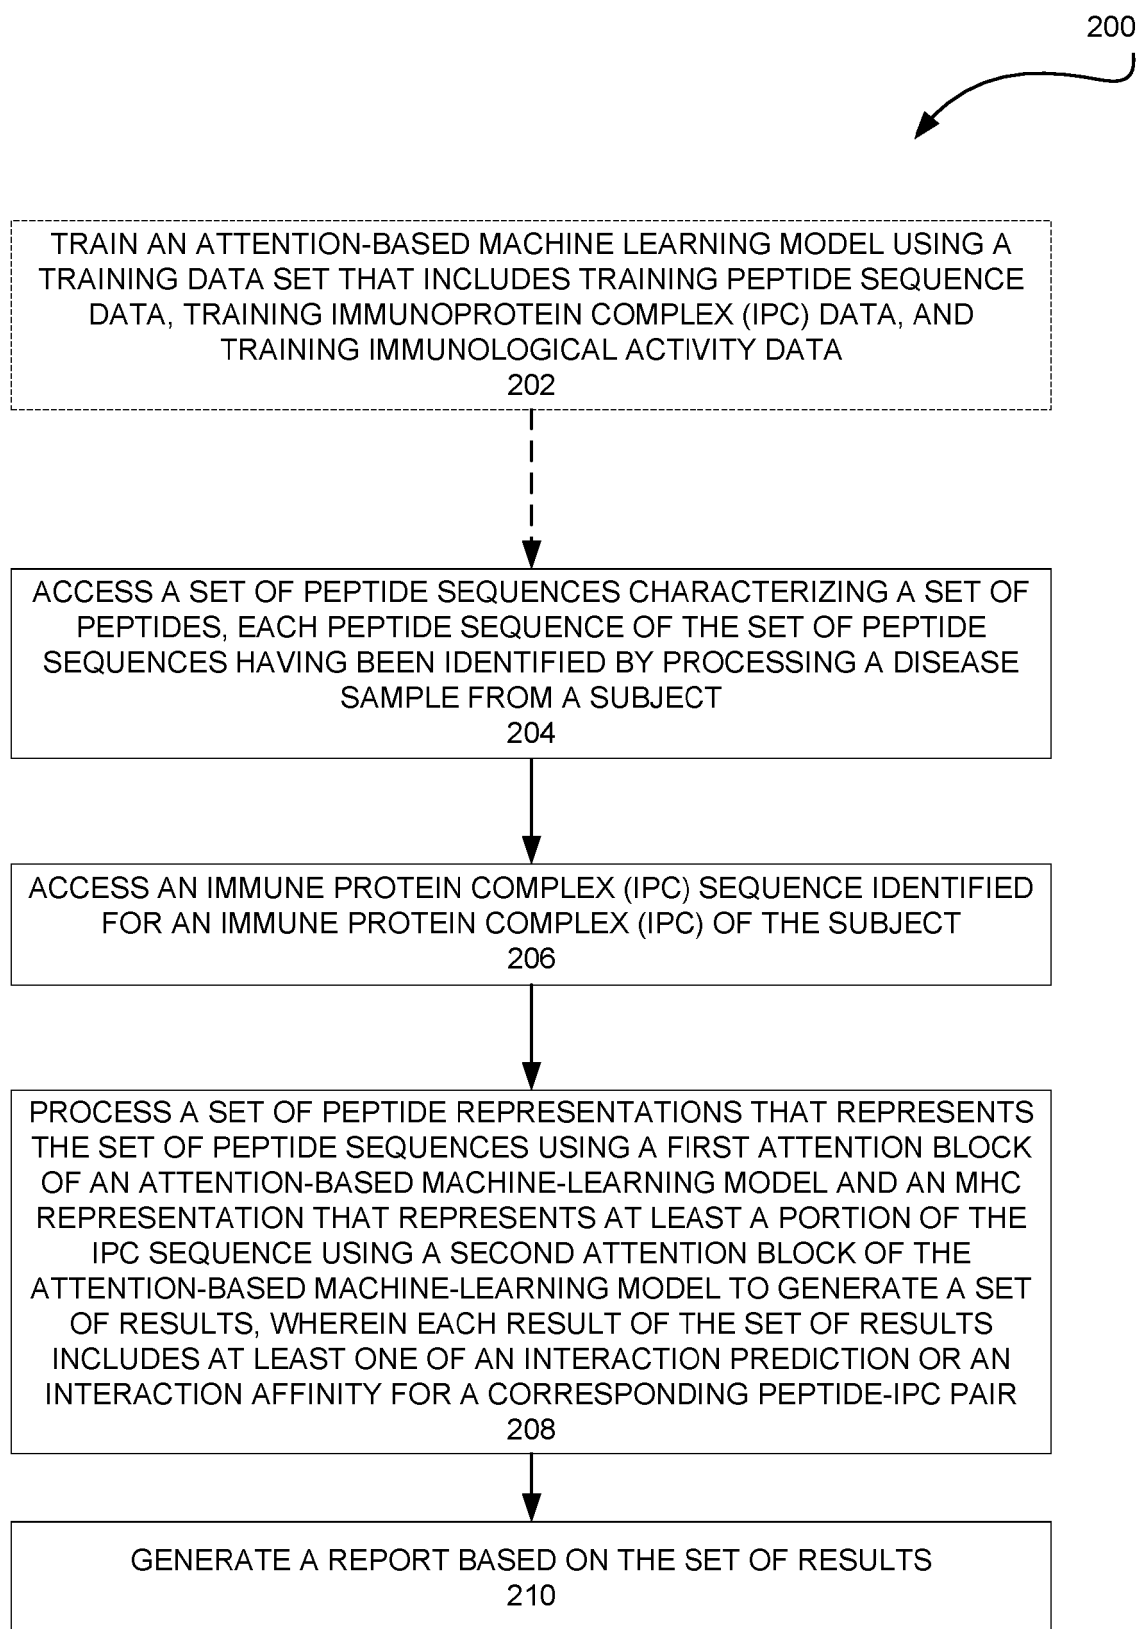 200
TRAIN AN ATTENTION-BASED MACHINE LEARNING MODEL USING A
TRAINING DATA SET THAT INCLUDES TRAINING PEPTIDE SEQUENCE
DATA, TRAINING IMMUNOPROTEIN COMPLEX (IPC) DATA, AND
TRAINING IMMUNOLOGICAL ACTIVITY DATA
202
ACCESS A SET OF PEPTIDE SEQUENCES CHARACTERIZING A SET OF
PEPTIDES, EACH PEPTIDE SEQUENCE OF THE SET OF PEPTIDE
SEQUENCES HAVING BEEN IDENTIFIED BY PROCESSING A DISEASE
SAMPLE FROM A SUBJECT
204
ACCESS AN IMMUNE PROTEIN COMPLEX (IPC) SEQUENCE IDENTIFIED
FOR AN IMMUNE PROTEIN COMPLEX (IPC) OF THE SUBJECT
206
PROCESS A SET OF PEPTIDE REPRESENTATIONS THAT REPRESENTS
THE SET OF PEPTIDE SEQUENCES USING A FIRST ATTENTION BLOCK
OF AN ATTENTION-BASED MACHINE-LEARNING MODEL AND AN MHC
REPRESENTATION THAT REPRESENTS AT LEAST A PORTION OF THE
IPC SEQUENCE USING A SECOND ATTENTION BLOCK OF THE
ATTENTION-BASED MACHINE-LEARNING MODEL TO GENERATE A SET
OF RESULTS, WHEREIN EACH RESULT OF THE SET OF RESULTS
INCLUDES AT LEAST ONE OF AN INTERACTION PREDICTION OR AN
INTERACTION AFFINITY FOR A CORRESPONDING PEPTIDE-IPC PAIR
208
GENERATE A REPORT BASED ON THE SET OF RESULTS
210